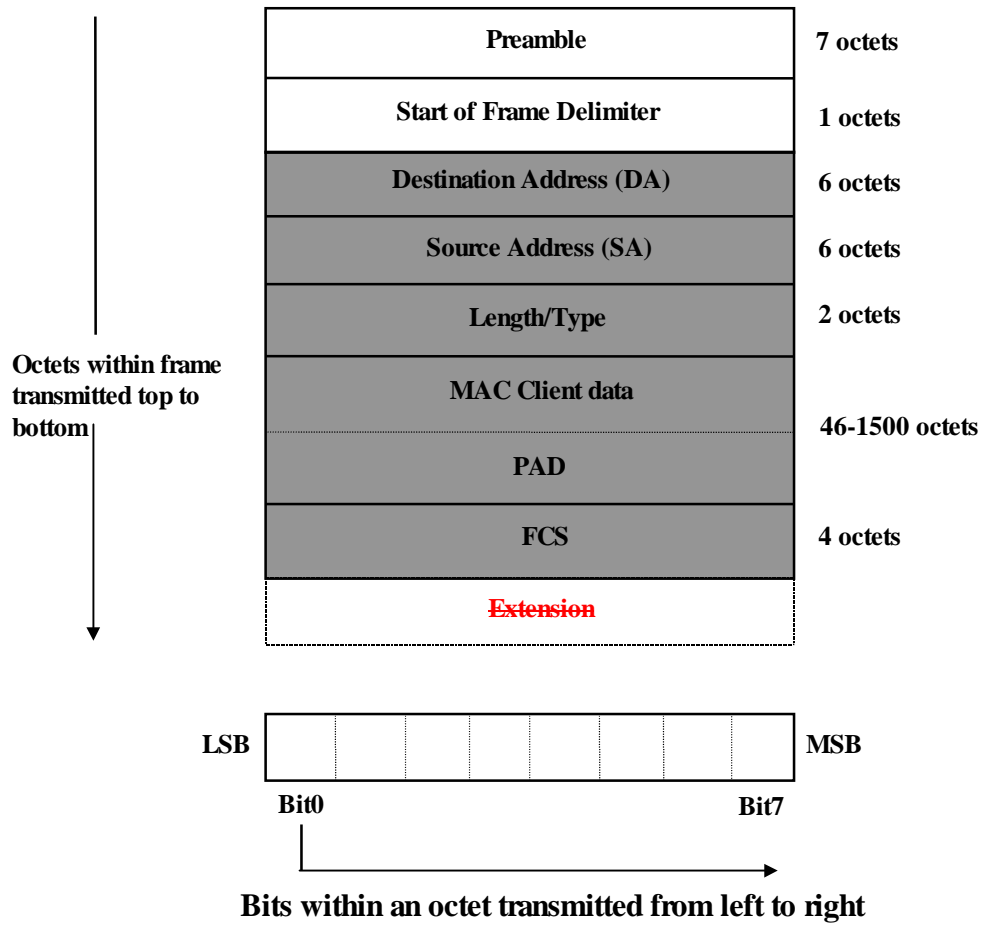 Preamble
7 octets
Start of Frame Delimiter
1 octets
Destination Address (DA)
6 octets
Source Address (SA)
6 octets
Length/Type
2 octets
Octets within frame
transmitted top to
bottom
MAC Client data
46-1500 octets
PAD
FCS
4 octets
Extension
LSB
MSB
Bit0
Bit7
Bits within an octet transmitted from left to right